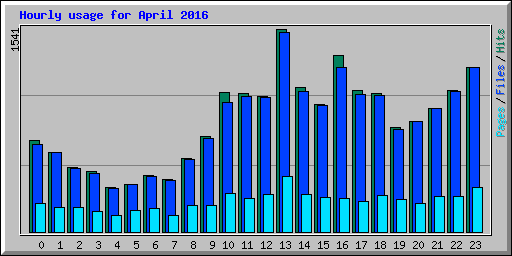 Hourly usage for April 2016
1541
Pages / Files / Hits
0 1 2 3 4 5 6 7 8 9 10 11 12 13 14 15 16 17 18 19 20 21 22 23